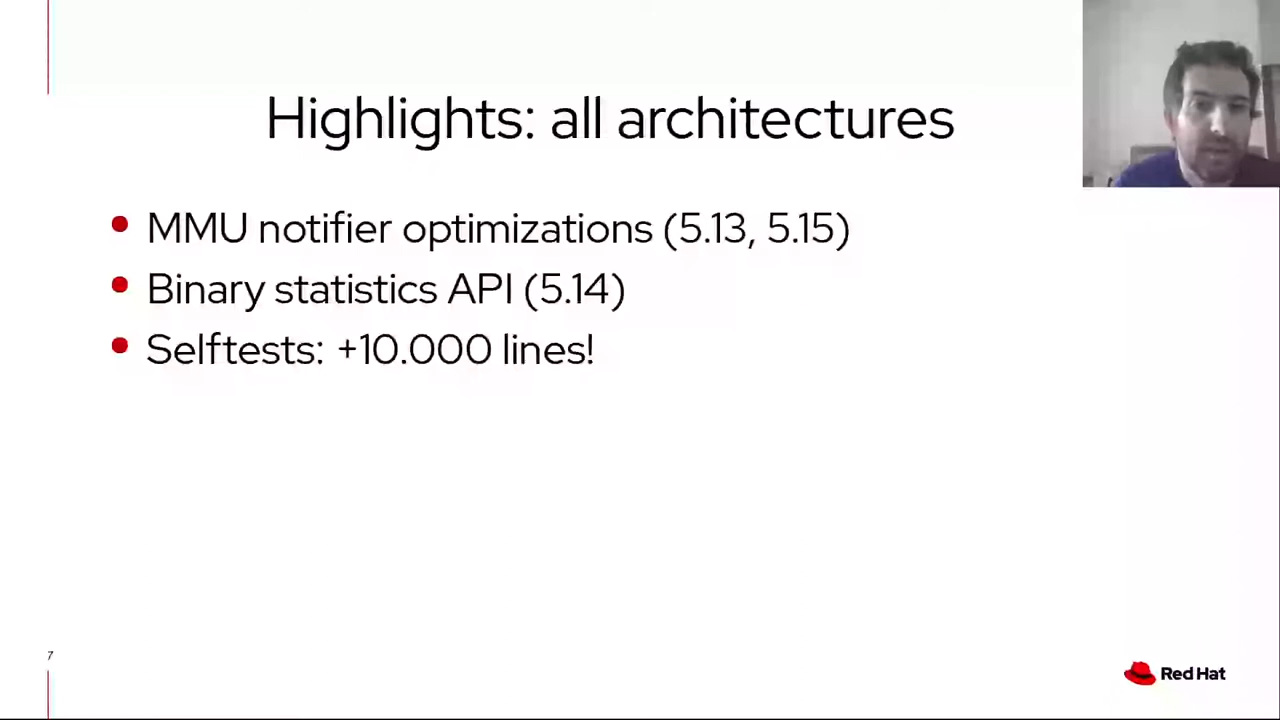 Highlights: all architectures
MMU notifier optimizations (5.13, 5.15)
Binary statistics API (5.14)
Selftests: +10.000 lines!
7
Red Hat